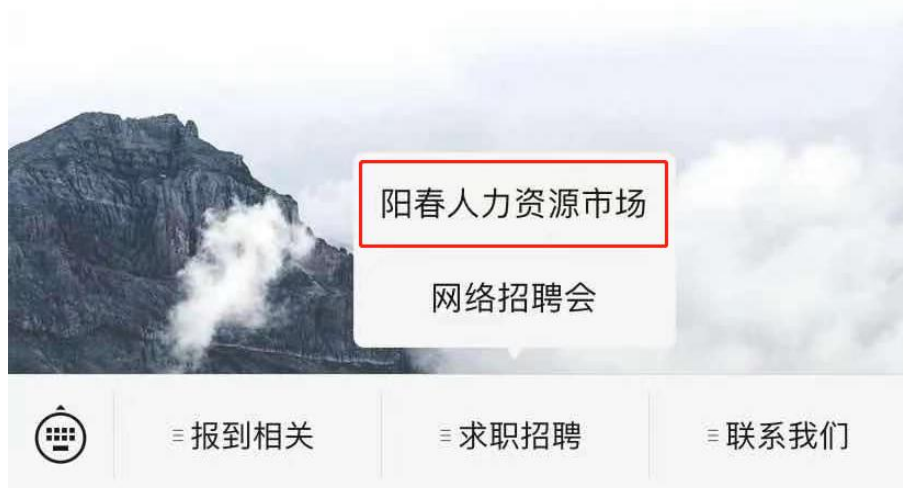 阳春人力资源市场
网络招聘会
报到相关
求职招聘
联系我们